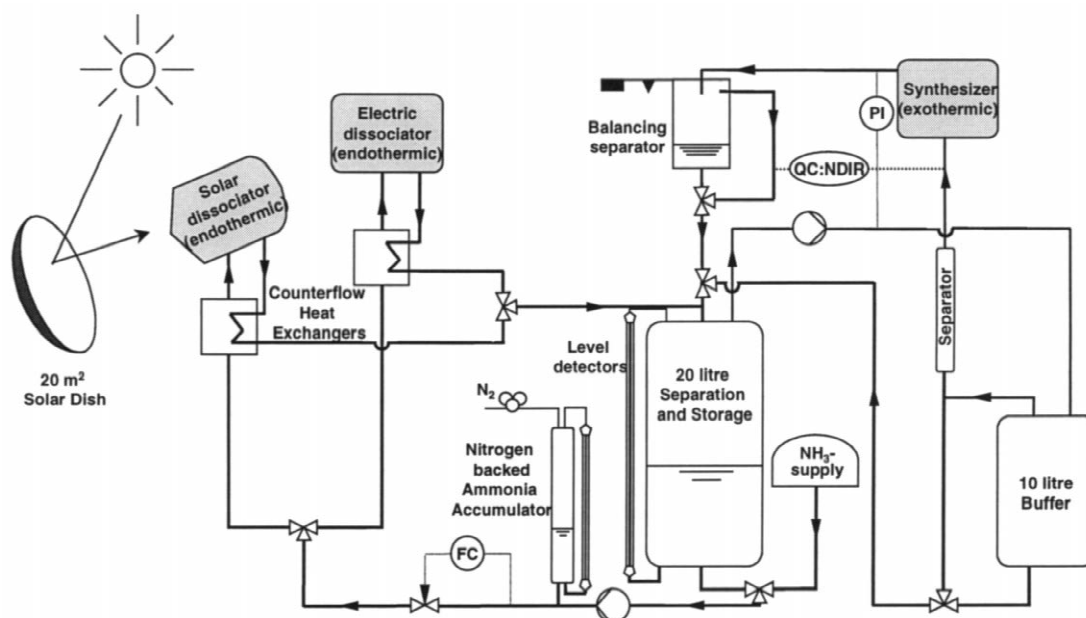 Electric
dissociator
(endothermic)
Solar
dissociator
(endothermic)
Counterflow
Heat
Exchangers
20 m²
Solar Dish
Balancing
separator
Synthesizer
(exothermic)
PI
QC:NDIR
Separator
Level
detectors
20 litre
Separation
and Storage
N₂
Nitrogen
backed
Ammonia
Accumulator
NH₃-
supply
10 litre
Buffer
FC